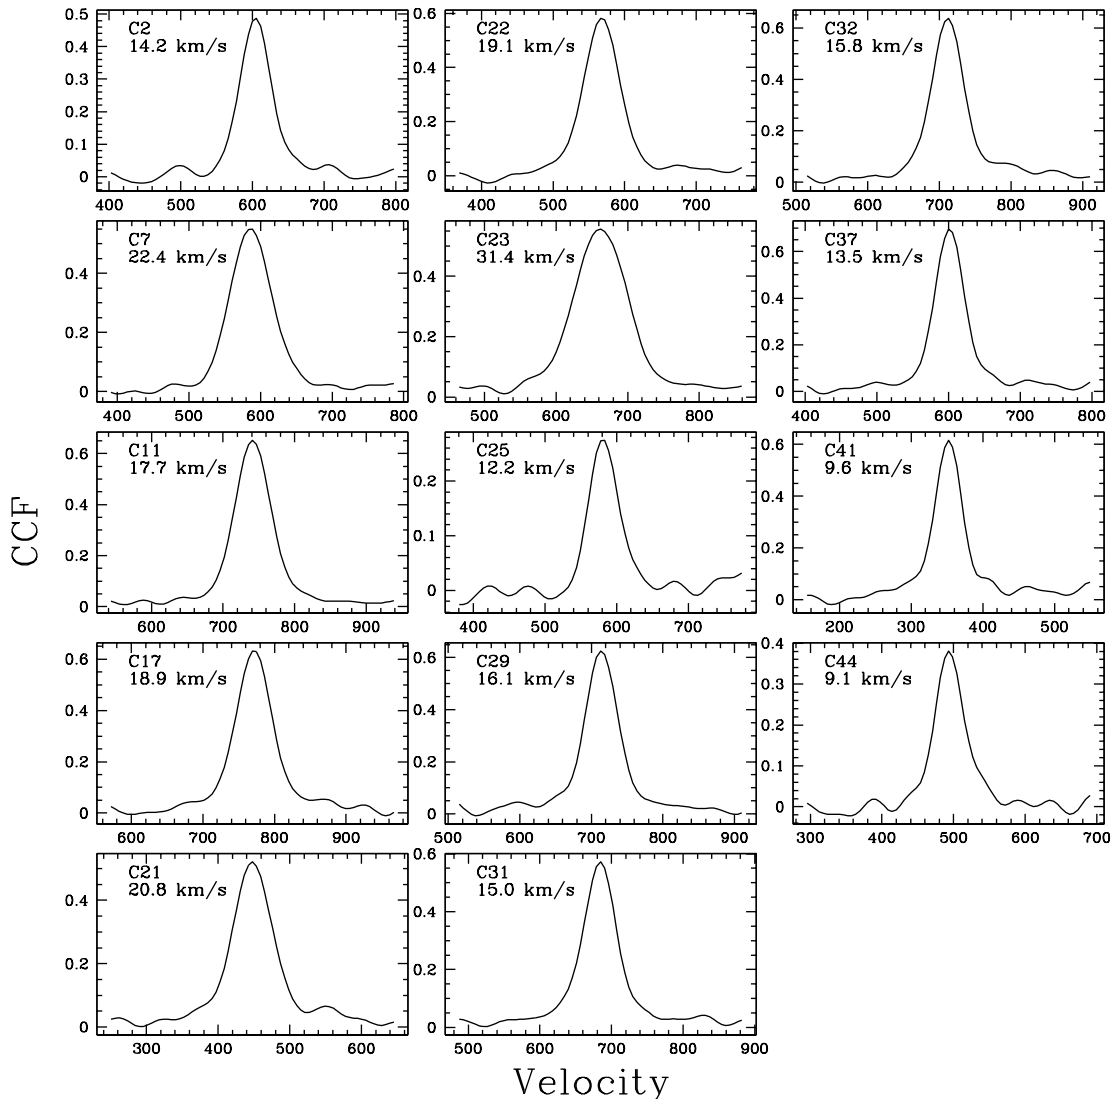 C2
14.2 km/s
0.5
0.4
0.3
0.2
0.1
0
400 500 600 700 800
C22
19.1 km/s
0.6
0.4
0.2
0
400 500 600 700
C32
15.8 km/s
0.6
0.4
0.2
0
500 600 700 800 900
C7
22.4 km/s
0.4
0.2
0
400 500 600 700 800
C23
31.4 km/s
0.4
0.2
0
500 600 700 800
C37
13.5 km/s
0.6
0.4
0.2
0
400 500 600 700 800
C11
17.7 km/s
0.6
0.4
0.2
0
600 700 800 900
C25
12.2 km/s
0.2
0.1
0
400 500 600 700
C41
9.6 km/s
0.6
0.4
0.2
0
200 300 400 500
CCF
C17
18.9 km/s
0.6
0.4
0.2
0
600 700 800 900
C29
16.1 km/s
0.6
0.4
0.2
0
500 600 700 800 900
C44
9.1 km/s
0.4
0.3
0.2
0.1
0
300 400 500 600 700
C21
20.8 km/s
0.4
0.2
0
300 400 500 600
C31
15.0 km/s
0.6
0.4
0.2
0
500 600 700 800 900
Velocity